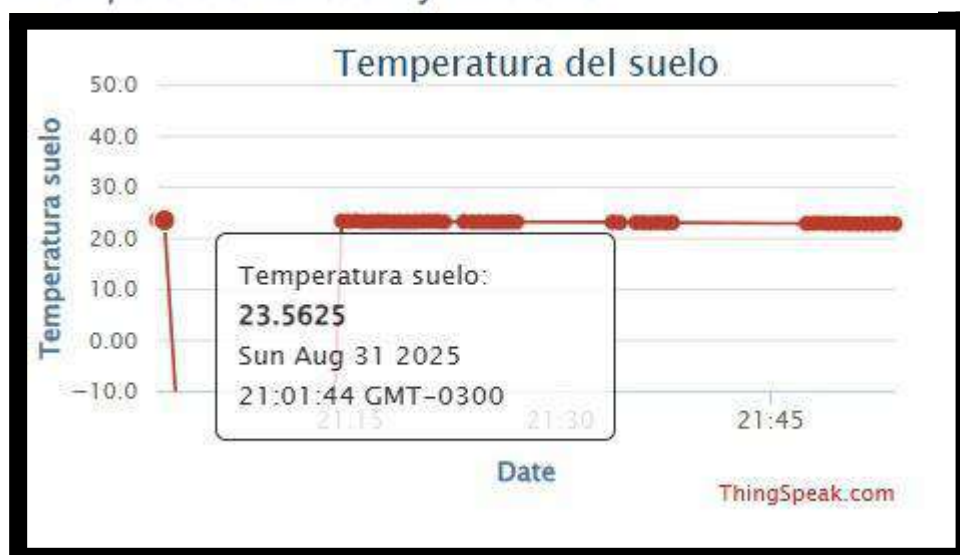 Temperatura del suelo
Temperatura suelo
50.0
40.0
30.0
20.0
10.0
0.00
-10.0
Temperatura suelo:
23.5625
Sun Aug 31 2025
21:01:44 GMT-0300
21:15
21:30
21:45
Date
ThingSpeak.com